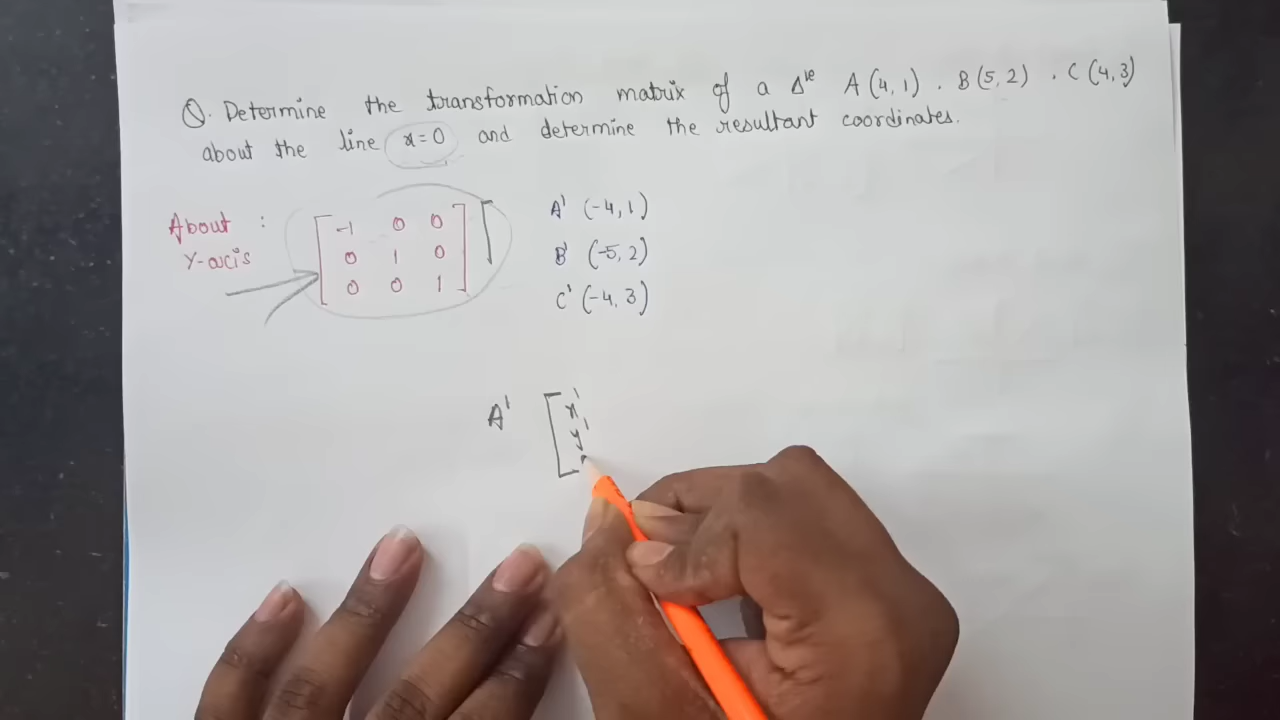 Q. Determine the transformation matrix of a Δle A(4,1) . B(5,2) . C(4,3)
about the line x=0 and determine the resultant coordinates.
About :
Y-axis
-1 0 0
0 1 0
0 0 1
A' (-4,1)
B' (-5,2)
C' (-4,3)
A'
x'
y'